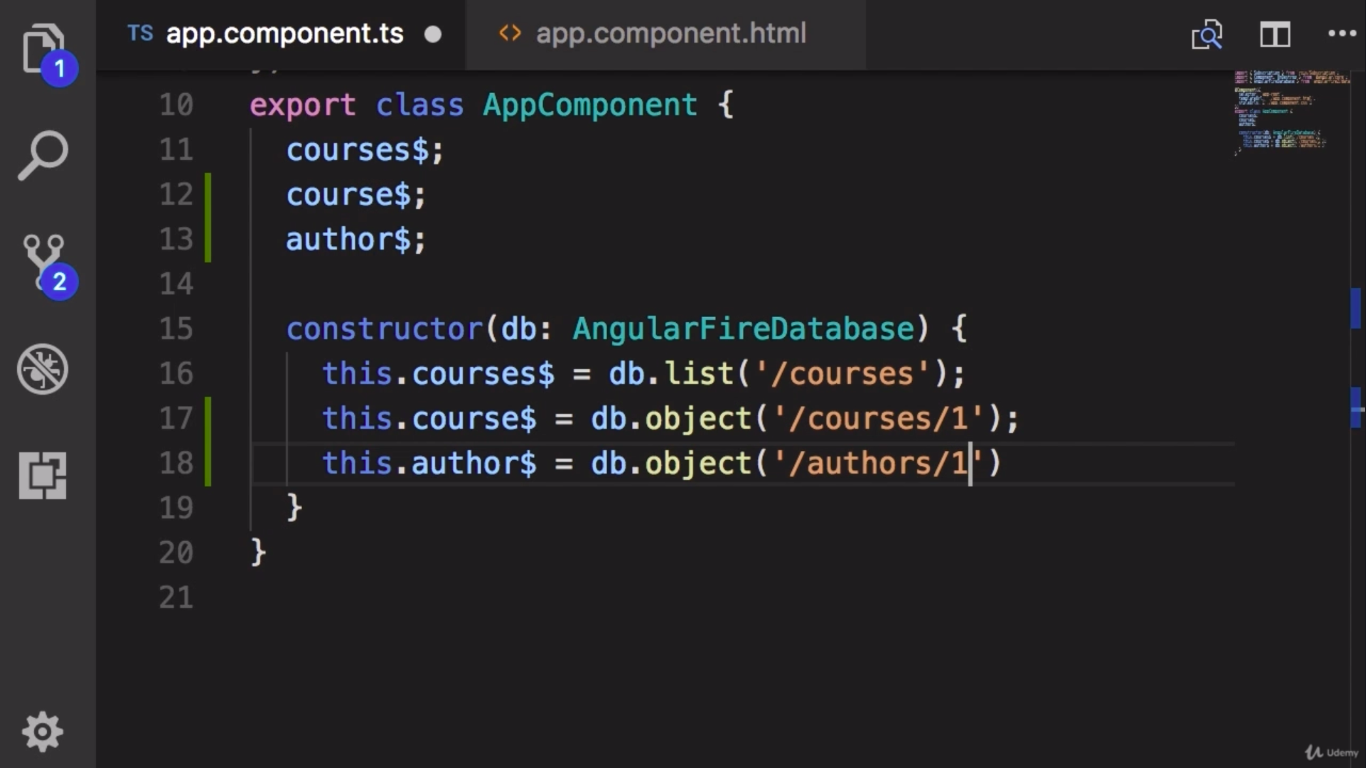 TS app.component.ts
<> app.component.html
1
2
10 export class AppComponent {
11 courses$;
12 course$;
13 author$;
14
15 constructor(db: AngularFireDatabase) {
16 this.courses$ = db.list('/courses');
17 this.course$ = db.object('/courses/1');
18 this.author$ = db.object('/authors/1')
19 }
20 }
21
Udemy